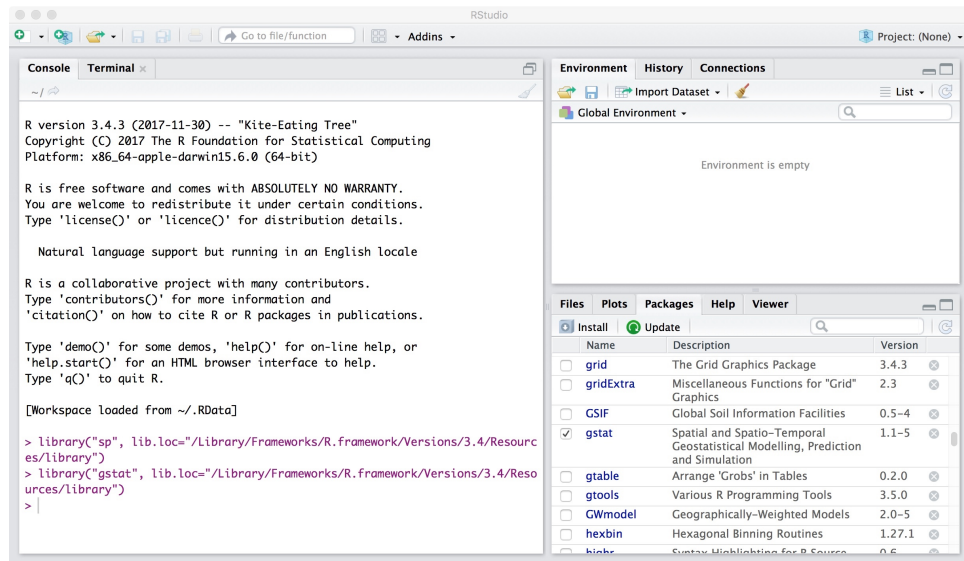 RStudio
Go to file/function
Addins
Project: (None)
Console Terminal
~/
R version 3.4.3 (2017-11-30) -- "Kite-Eating Tree"
Copyright (C) 2017 The R Foundation for Statistical Computing
Platform: x86_64-apple-darwin15.6.0 (64-bit)
R is free software and comes with ABSOLUTELY NO WARRANTY.
You are welcome to redistribute it under certain conditions.
Type 'license()' or 'licence()' for distribution details.
Natural language support but running in an English locale
R is a collaborative project with many contributors.
Type 'contributors()' for more information and
'citation()' on how to cite R or R packages in publications.
Type 'demo()' for some demos, 'help()' for on-line help, or
'help.start()' for an HTML browser interface to help.
Type 'q()' to quit R.
[Workspace loaded from ~/.RData]
> library("sp", lib.loc="/Library/Frameworks/R.framework/Versions/3.4/Resourc
es/library")
> library("gstat", lib.loc="/Library/Frameworks/R.framework/Versions/3.4/Reso
urces/library")
>
Environment History Connections
Import Dataset
List
Global Environment
Environment is empty
Files Plots Packages Help Viewer
Install Update
Name Description Version
grid The Grid Graphics Package 3.4.3
gridExtra Miscellaneous Functions for "Grid" 2.3
Graphics
GSIF Global Soil Information Facilities 0.5-4
gstat Spatial and Spatio-Temporal 1.1-5
Geostatistical Modelling, Prediction
and Simulation
gtable Arrange 'Grobs' in Tables 0.2.0
gtools Various R Programming Tools 3.5.0
GWmodel Geographically-Weighted Models 2.0-5
hexbin Hexagonal Binning Routines 1.27.1
highr Syntax Highlighting for R Source 0.6